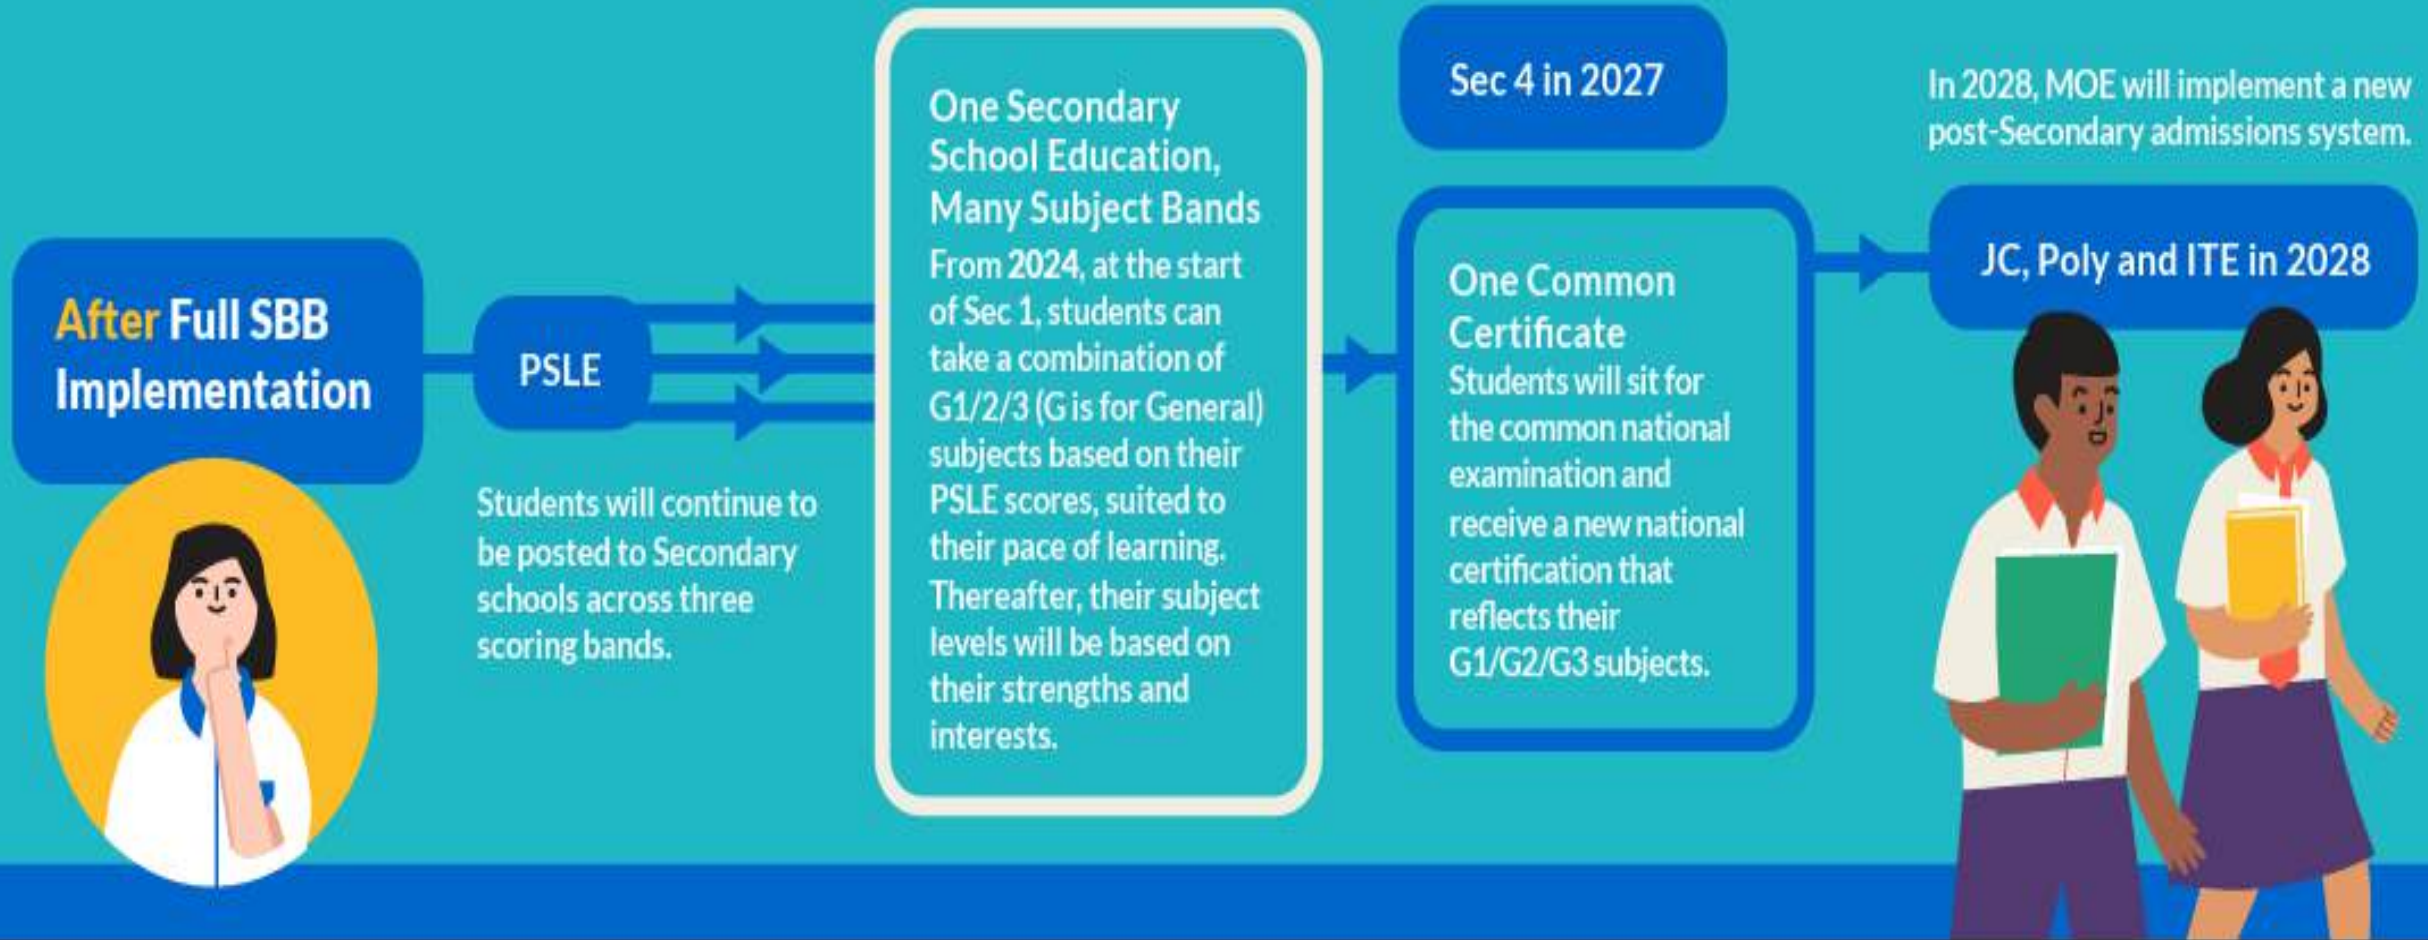 After Full SBB
Implementation
PSLE
Students will continue to
be posted to Secondary
schools across three
scoring bands.
One Secondary
School Education,
Many Subject Bands
From 2024, at the start
of Sec 1, students can
take a combination of
G1/2/3 (G is for General)
subjects based on their
PSLE scores, suited to
their pace of learning.
Thereafter, their subject
levels will be based on
their strengths and
interests.
Sec 4 in 2027
One Common
Certificate
Students will sit for
the common national
examination and
receive a new national
certification that
reflects their
G1/G2/G3 subjects.
In 2028, MOE will implement a new
post-Secondary admissions system.
JC, Poly and ITE in 2028